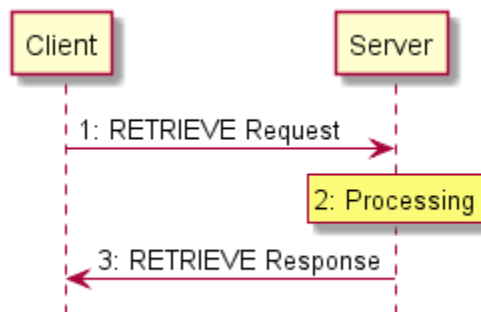 Client
Server
1: RETRIEVE Request
2: Processing
3: RETRIEVE Response